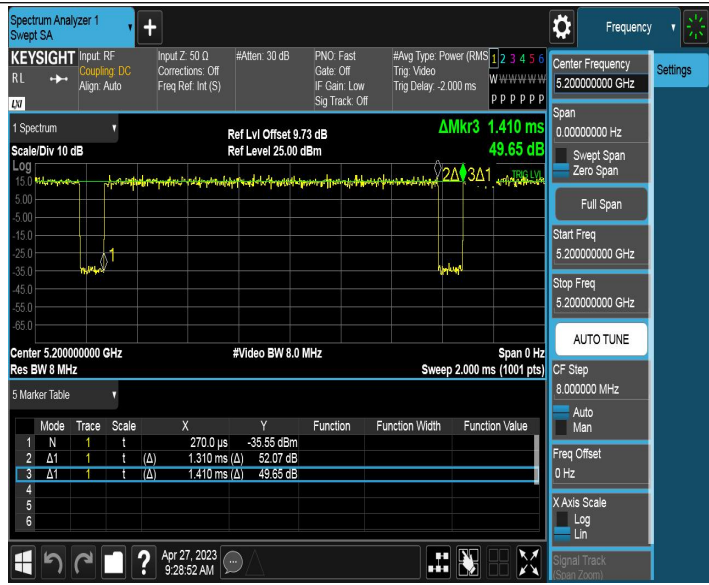 Spectrum Analyzer 1
Swept SA
+
Frequency
KEYSIGHT
RL
LXI
Input: RF
Coupling: DC
Align: Auto
Input Z: 50 Ω
Corrections: Off
Freq Ref: Int (S)
#Atten: 30 dB
PNO: Fast
Gate: Off
IF Gain: Low
Sig Track: Off
#Avg Type: Power (RMS
Trig: Video
Trig Delay: -2.000 ms
1 2 3 4 5 6
W W W W W W
P P P P P P
Center Frequency
5.200000000 GHz
Settings
Span
0.00000000 Hz
Swept Span
Zero Span
Full Span
Start Freq
5.200000000 GHz
Stop Freq
5.200000000 GHz
AUTO TUNE
CF Step
8.000000 MHz
Auto
Man
Freq Offset
0 Hz
X Axis Scale
Log
Lin
Signal Track
(Span Zoom)
1 Spectrum
Scale/Div 10 dB
Ref Lvl Offset 9.73 dB
Ref Level 25.00 dBm
ΔMkr3 1.410 ms
49.65 dB
Log
15.0
5.00
-5.00
-15.0
-25.0
-35.0
-45.0
-55.0
-65.0
2Δ 3Δ1
TRIG LVL
1
Center 5.200000000 GHz
Res BW 8 MHz
#Video BW 8.0 MHz
Span 0 Hz
Sweep 2.000 ms (1001 pts)
5 Marker Table
Mode Trace Scale X Y Function Function Width Function Value
1 N 1 t 270.0 µs -35.55 dBm
2 Δ1 1 t (Δ) 1.310 ms (Δ) 52.07 dB
3 Δ1 1 t (Δ) 1.410 ms (Δ) 49.65 dB
4
5
6
?
Apr 27, 2023
9:28:52 AM